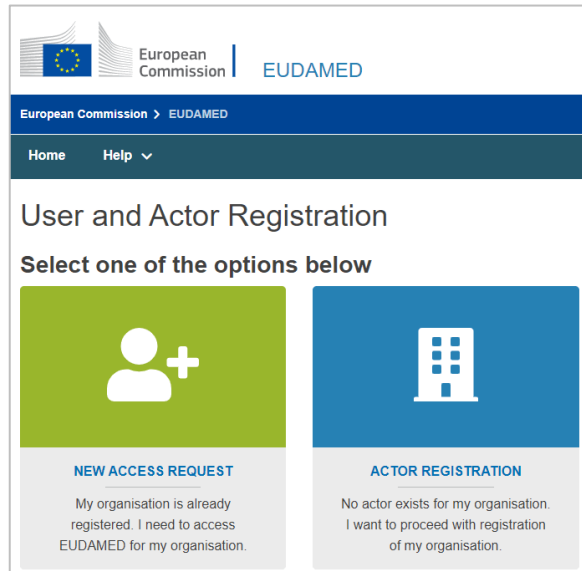 European
Commission
EUDAMED
European Commission > EUDAMED
Home Help
User and Actor Registration
Select one of the options below
NEW ACCESS REQUEST
My organisation is already
registered. I need to access
EUDAMED for my organisation.
ACTOR REGISTRATION
No actor exists for my organisation.
I want to proceed with registration
of my organisation.